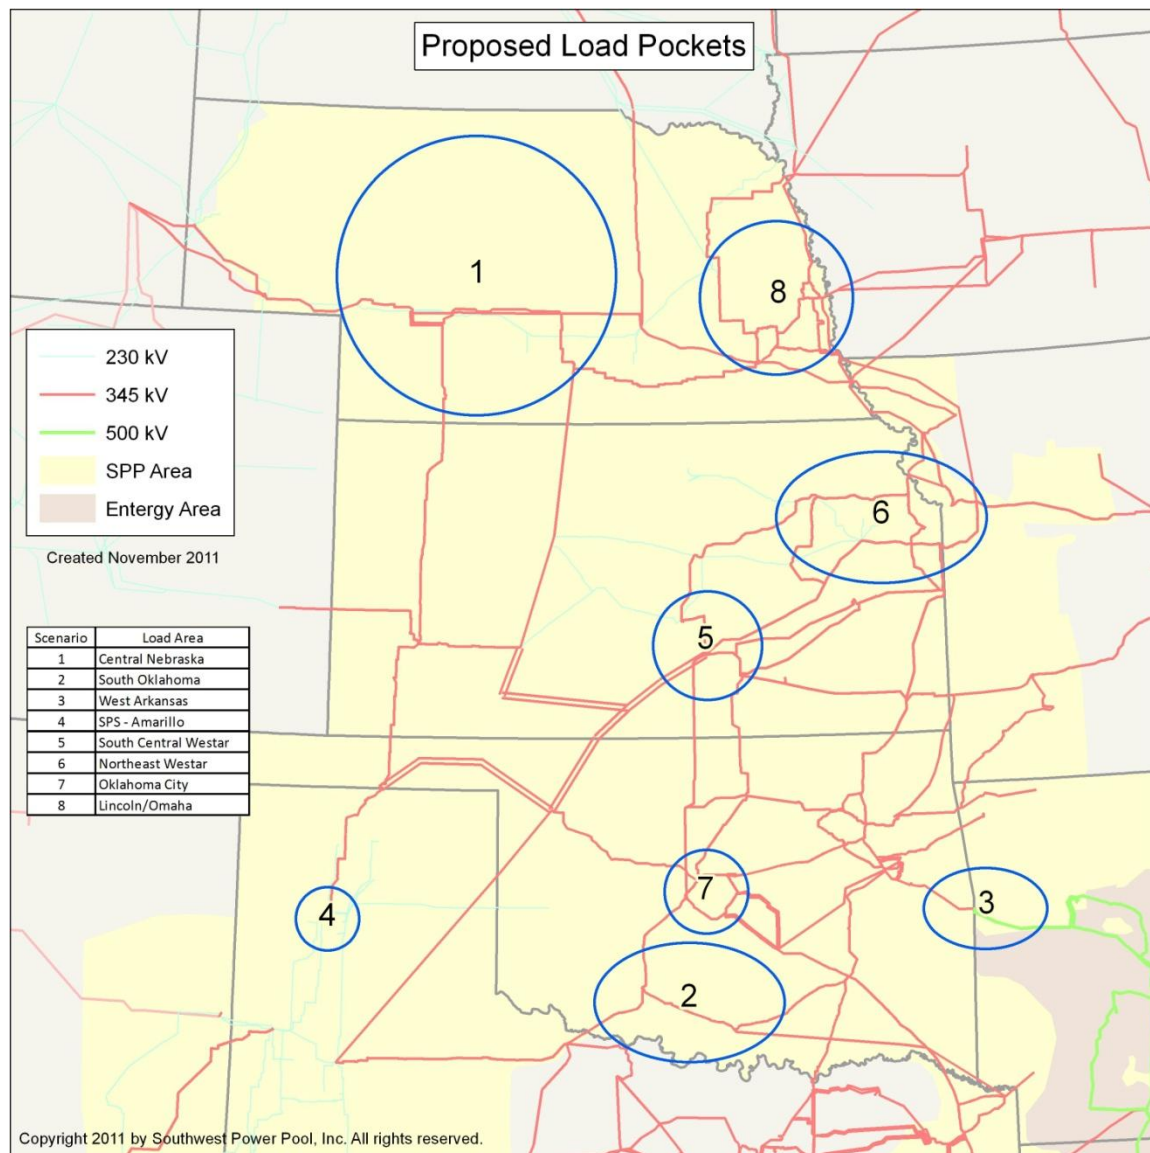 Proposed Load Pockets
1
8
230 kV
345 kV
500 kV
SPP Area
Entergy Area
Created November 2011
6
5
Scenario Load Area
1 Central Nebraska
2 South Oklahoma
3 West Arkansas
4 SPS - Amarillo
5 South Central Westar
6 Northeast Westar
7 Oklahoma City
8 Lincoln/Omaha
7
3
4
2
Copyright 2011 by Southwest Power Pool, Inc. All rights reserved.